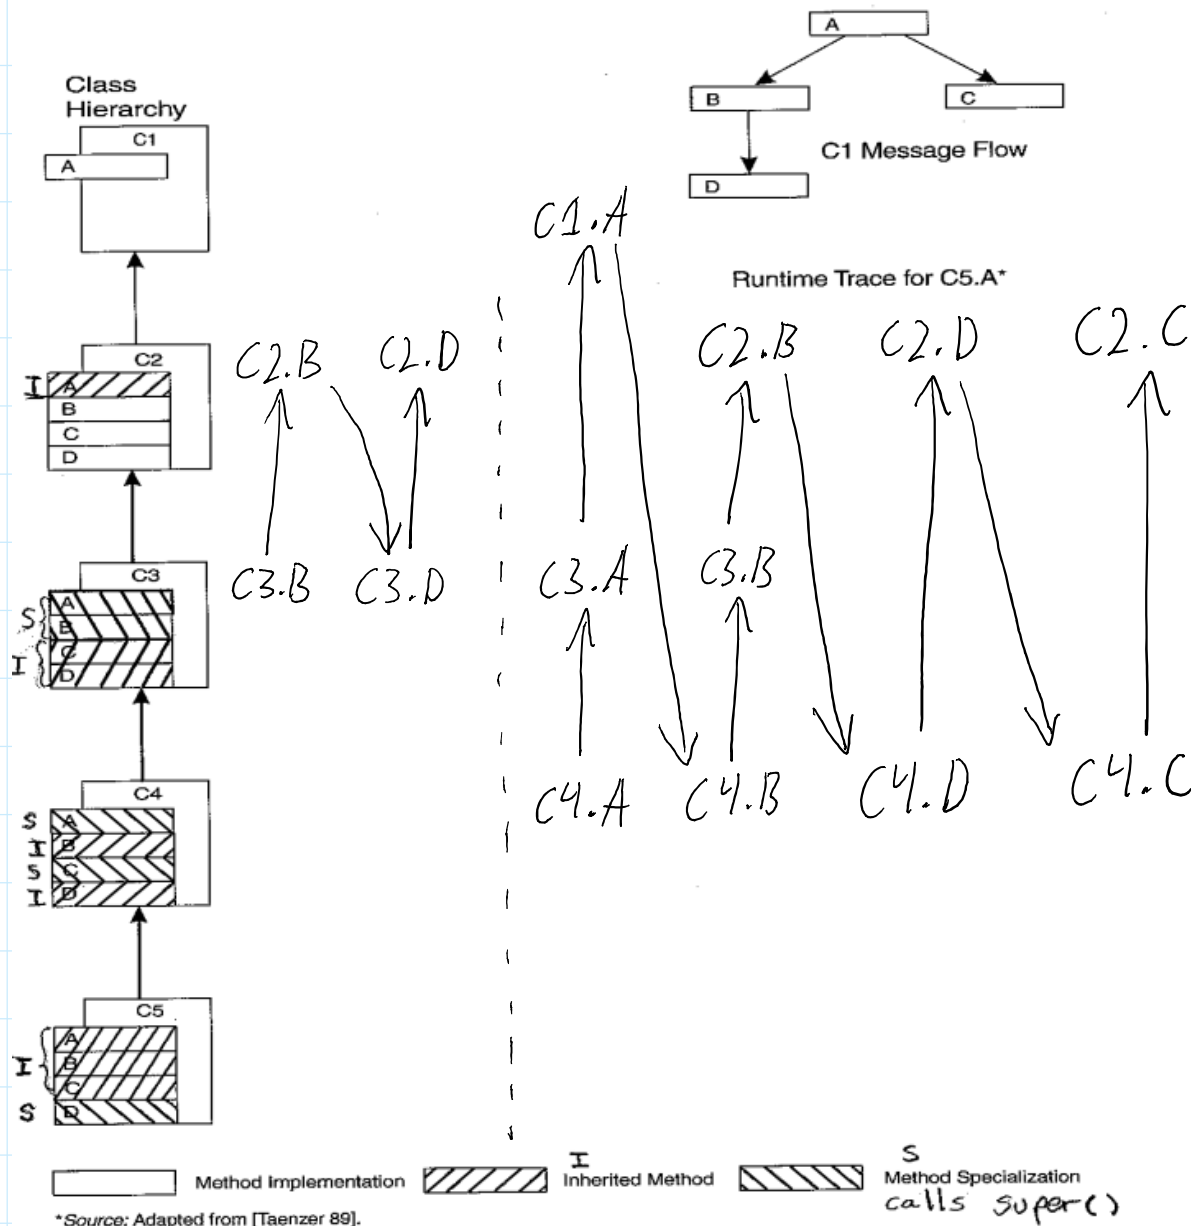 A
B
C
C1 Message Flow
D
Class
Hierarchy
C1
A
C1.A
Runtime Trace for C5.A*
C2
I
A
B
C
D
C2.B
C2.D
C2.B
C2.D
C2.C
C3
S
A
B
I
C
D
C3.B
C3.D
C3.A
C3.B
C4
S A
I B
S C
I D
C4.A
C4.B
C4.D
C4.C
C5
A
I B
C
S D
Method Implementation
I
Inherited Method
S
Method Specialization
calls super()
*Source: Adapted from [Taenzer 89].